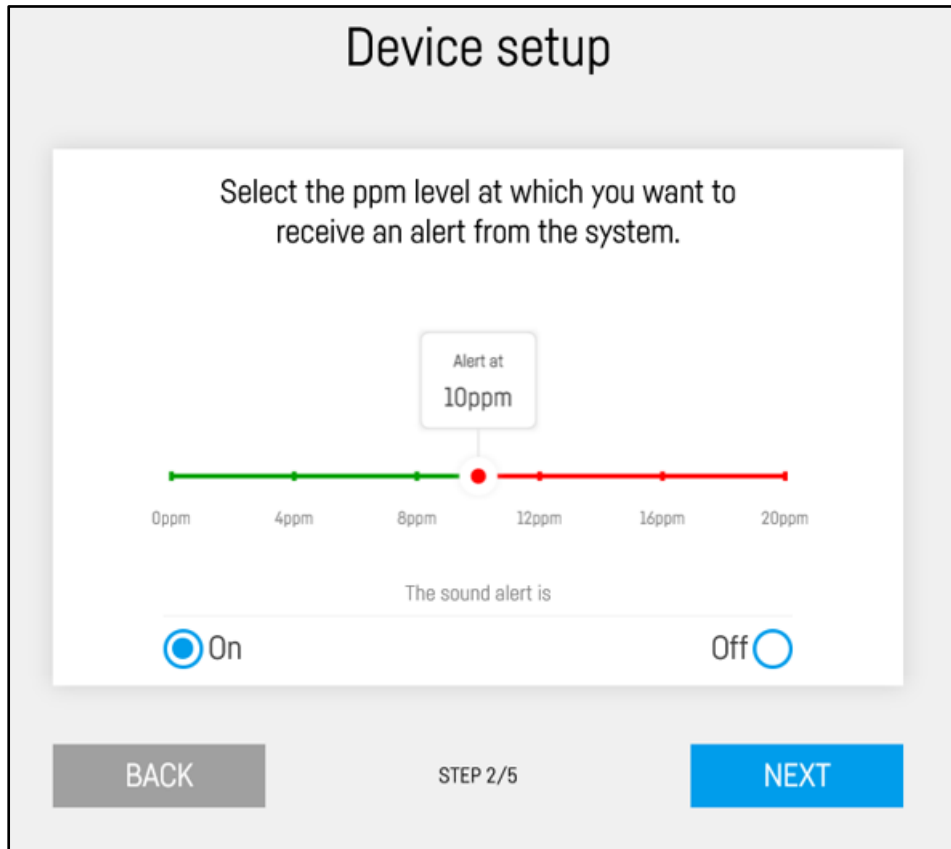 Device setup
Select the ppm level at which you want to
receive an alert from the system.
Alert at
10ppm
0ppm 4ppm 8ppm 12ppm 16ppm 20ppm
The sound alert is
On Off
BACK STEP 2/5 NEXT